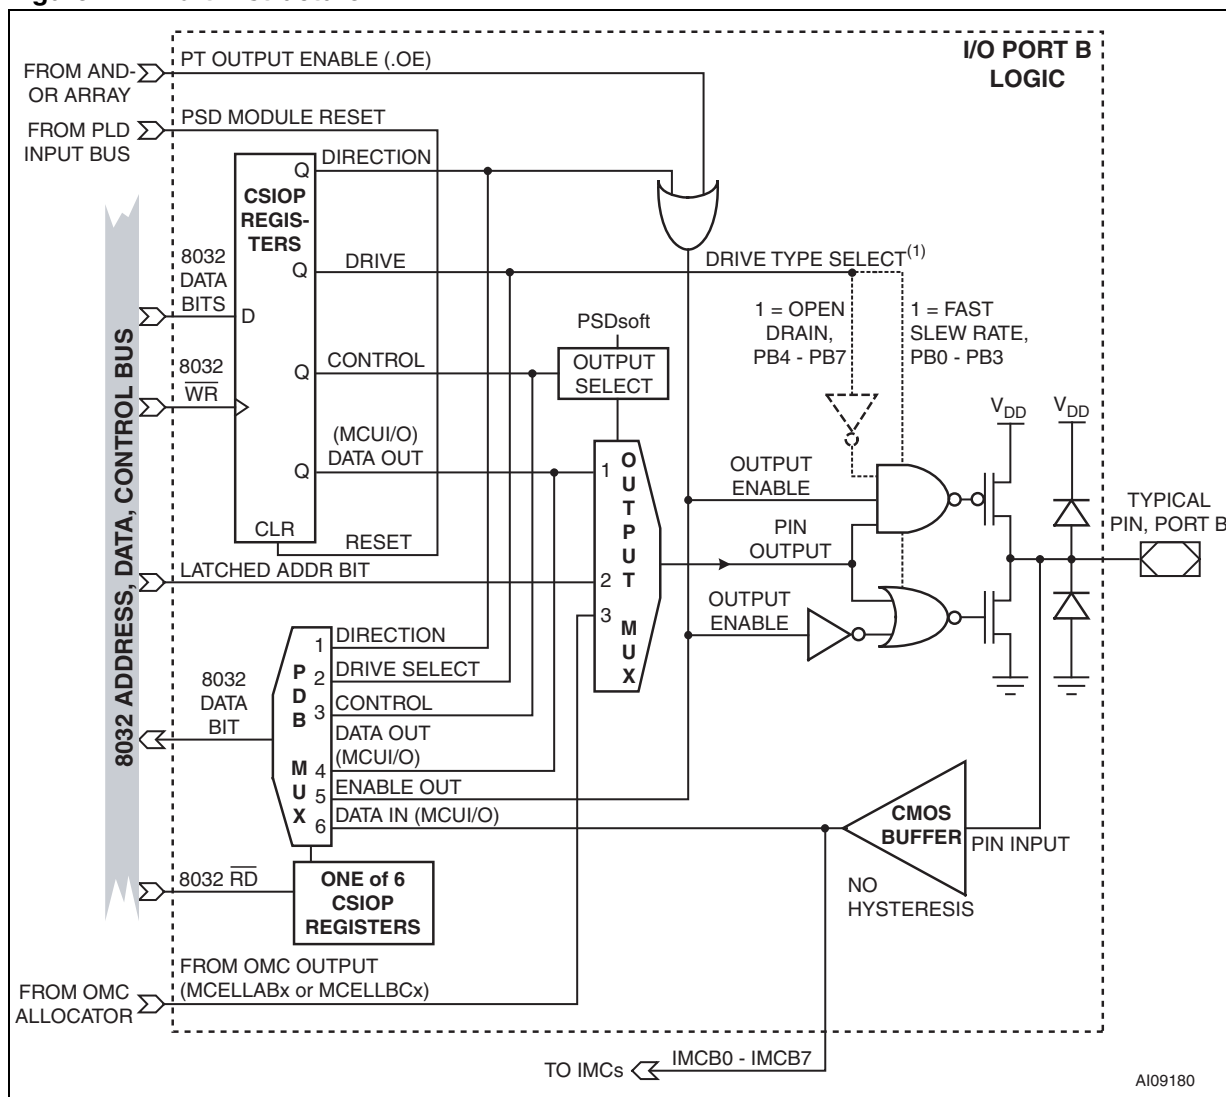 I/O PORT B
LOGIC
FROM AND-
OR ARRAY
PT OUTPUT ENABLE (.OE)
FROM PLD
INPUT BUS
PSD MODULE RESET
DIRECTION
Q
CSIOP
REGIS-
TERS
8032
DATA
BITS
D
Q
DRIVE
DRIVE TYPE SELECT(1)
1 = OPEN
DRAIN,
PB4 - PB7
1 = FAST
SLEW RATE,
PB0 - PB3
PSDsoft
OUTPUT
SELECT
8032
WR
Q
CONTROL
(MCUI/O)
DATA OUT
Q
CLR
RESET
8032 ADDRESS, DATA, CONTROL BUS
LATCHED ADDR BIT
1
2
3
OUTPUT MUX
OUTPUT
ENABLE
PIN
OUTPUT
OUTPUT
ENABLE
VDD
VDD
TYPICAL
PIN, PORT B
8032
DATA
BIT
PDB MUX
1
DIRECTION
2
DRIVE SELECT
3
CONTROL
DATA OUT
4
(MCUI/O)
5
ENABLE OUT
6
DATA IN (MCUI/O)
CMOS
BUFFER
PIN INPUT
NO
HYSTERESIS
8032 RD
ONE of 6
CSIOP
REGISTERS
FROM OMC OUTPUT
(MCELLABx or MCELLBCx)
FROM OMC
ALLOCATOR
TO IMCs
IMCB0 - IMCB7
AI09180